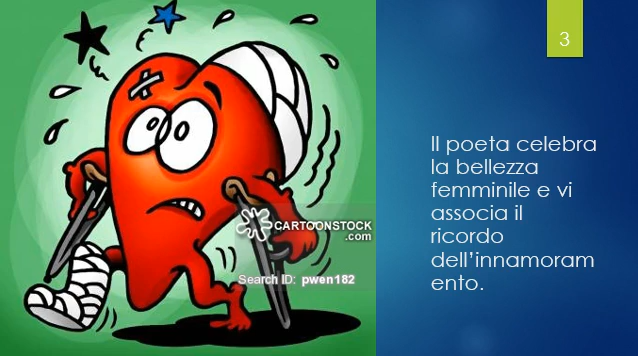 3
Il poeta celebra
la bellezza
femminile e vi
associa il
ricordo
dell’innamoram
ento.
CARTOONSTOCK
.com
Search ID: pwen182